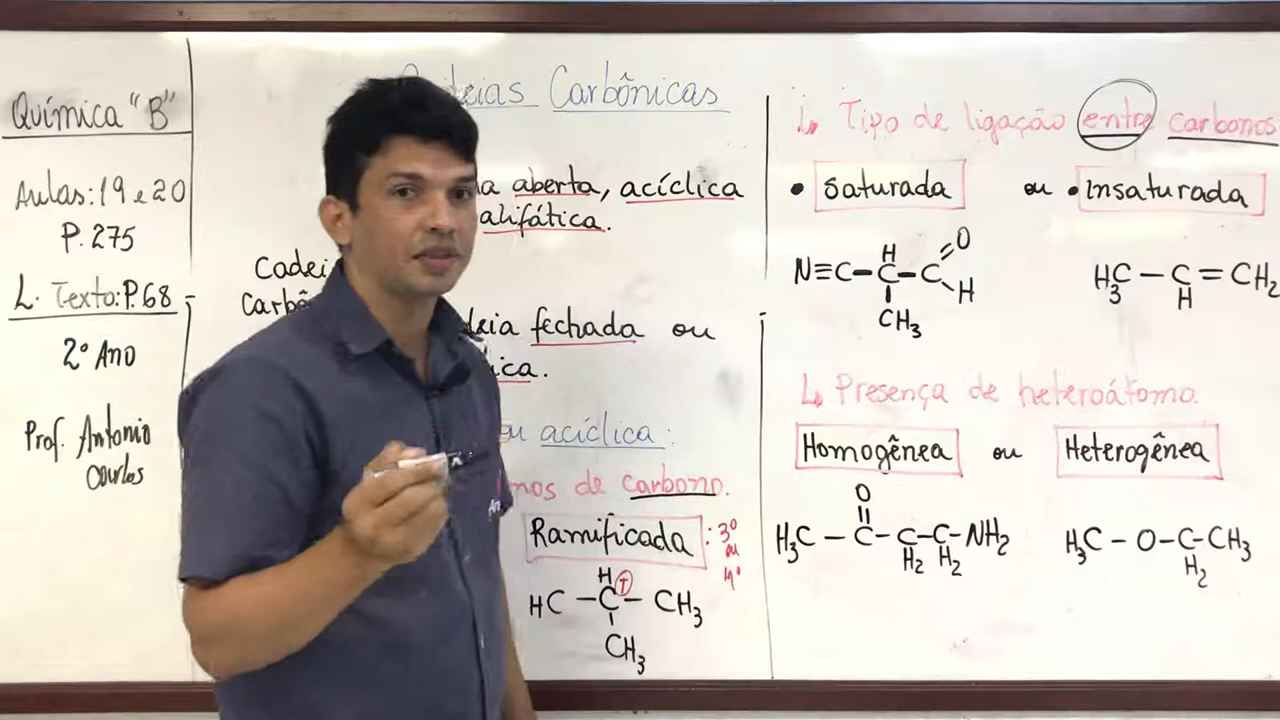 Química "B"
Aulas: 19 e 20
P. 275
L. Texto: P. 68
2º Ano
Prof. Antonio
Carbônicas
aberta, acíclica
alifática.
fechada ou
ou acíclica:
de carbono.
Ramificada : 3º
ou
4º
H
HC – C – CH3
T
CH3
↳ Tipo de ligação entre carbonos
• Saturada ou • Insaturada
N≡C–C–C
H
O
H
CH3
H3C – C = CH2
H
↳ Presença de heteroátomo.
Homogênea ou Heterogênea
O
H3C – C – C–C–NH2
H2 H2
H3C – O – C–CH3
H2